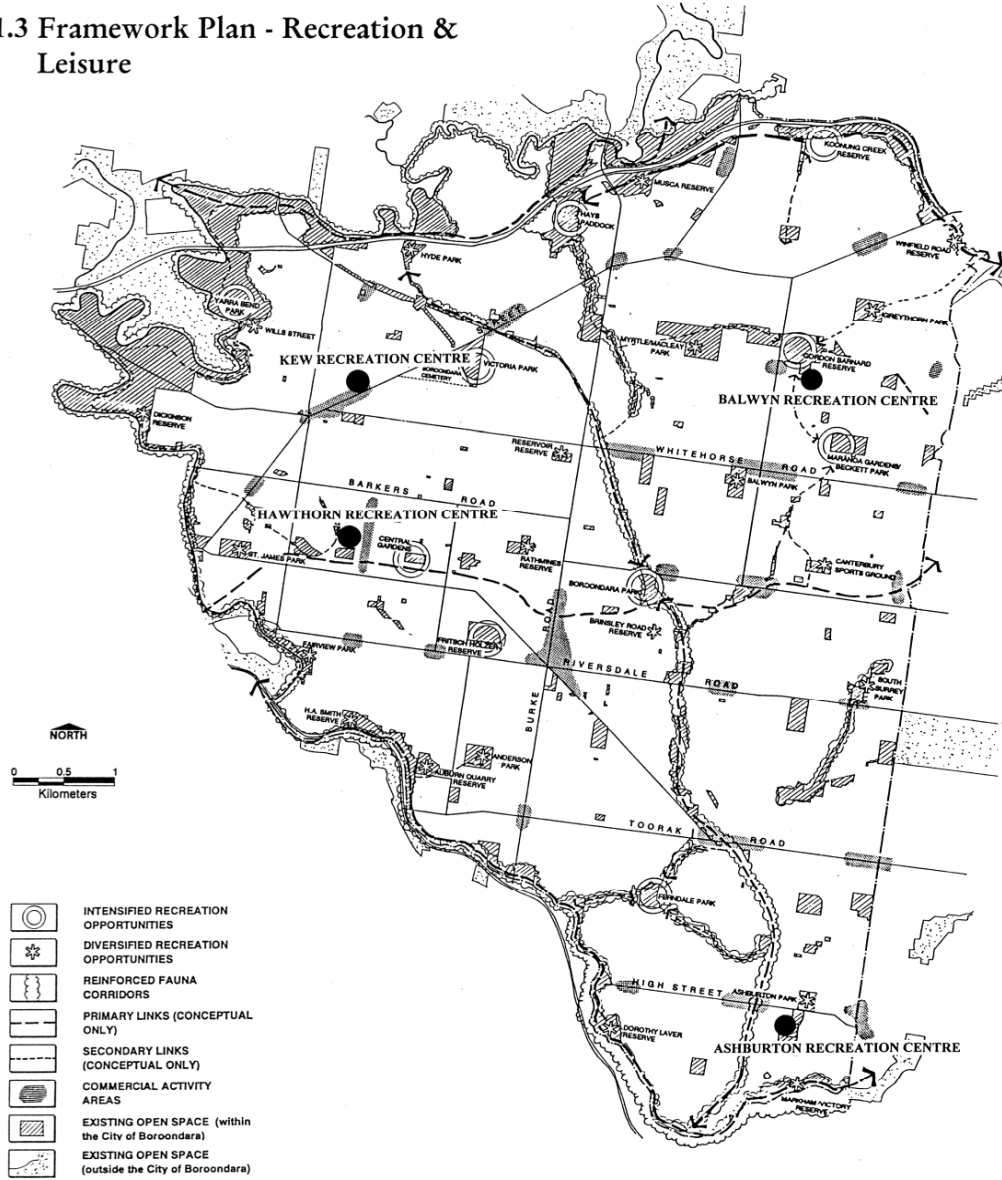 1.3 Framework Plan - Recreation &
Leisure
KOONUNG CREEK
RESERVE
MUSCA RESERVE
HAYS
PADDOCK
WINFIELD ROAD
RESERVE
HYDE PARK
YARRA BEND
PARK
GREYTHORN PARK
WILLS STREET
MYRTLE/MACLEAY
PARK
GORDON BARNARD
RESERVE
KEW RECREATION CENTRE
VICTORIA PARK
BOROONDARA
CEMETERY
BALWYN RECREATION CENTRE
DICKINSON
RESERVE
RESERVOIR
RESERVE
WHITEHORSE ROAD
MARANOA GARDENS/
BECKETT PARK
BALWYN PARK
BARKERS ROAD
HAWTHORN RECREATION CENTRE
CENTRAL
GARDENS
ST. JAMES PARK
RATHMINES
RESERVE
CANTERBURY
SPORTS GROUND
BOROONDARA PARK
BRINSLEY ROAD
RESERVE
FAIRVIEW PARK
FRITSCH HOLZER
RESERVE
RIVERSDALE ROAD
SOUTH
SURREY
PARK
BURKE ROAD
H.A. SMITH
RESERVE
NORTH
ANDERSON
PARK
AUBURN QUARRY
RESERVE
0 0.5 1
Kilometers
TOORAK ROAD
FERNDALE PARK
HIGH STREET
ASHBURTON PARK
DOROTHY LAVER
RESERVE
ASHBURTON RECREATION CENTRE
MARKHAM /VICTORY
RESERVE
INTENSIFIED RECREATION
OPPORTUNITIES
DIVERSIFIED RECREATION
OPPORTUNITIES
REINFORCED FAUNA
CORRIDORS
PRIMARY LINKS (CONCEPTUAL
ONLY)
SECONDARY LINKS
(CONCEPTUAL ONLY)
COMMERCIAL ACTIVITY
AREAS
EXISTING OPEN SPACE (within
the City of Boroondara)
EXISTING OPEN SPACE
(outside the City of Boroondara)